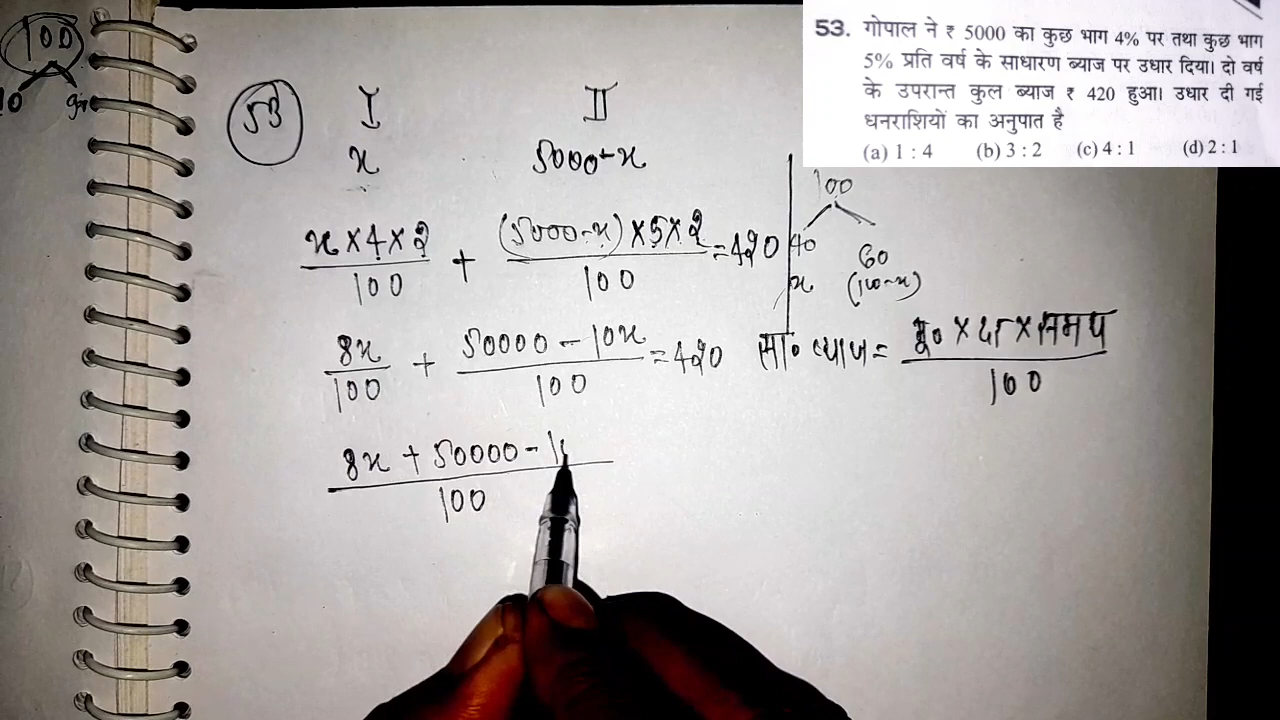 53. गोपाल ने ₹ 5000 का कुछ भाग 4% पर तथा कुछ भाग
5% प्रति वर्ष के साधारण ब्याज पर उधार दिया। दो वर्ष
के उपरान्त कुल ब्याज ₹ 420 हुआ। उधार दी गई
धनराशियों का अनुपात है
(a) 1 : 4 (b) 3 : 2 (c) 4 : 1 (d) 2 : 1
100
53 I II
x 5000-x
x×4×2/100 + (5000-x)×5×2/100 = 420
8x/100 + 50000-10x/100 = 420
8x + 50000 - 1
100
100
40 60
x (100-x)
सा० ब्याज = मू० × दर × समय
100